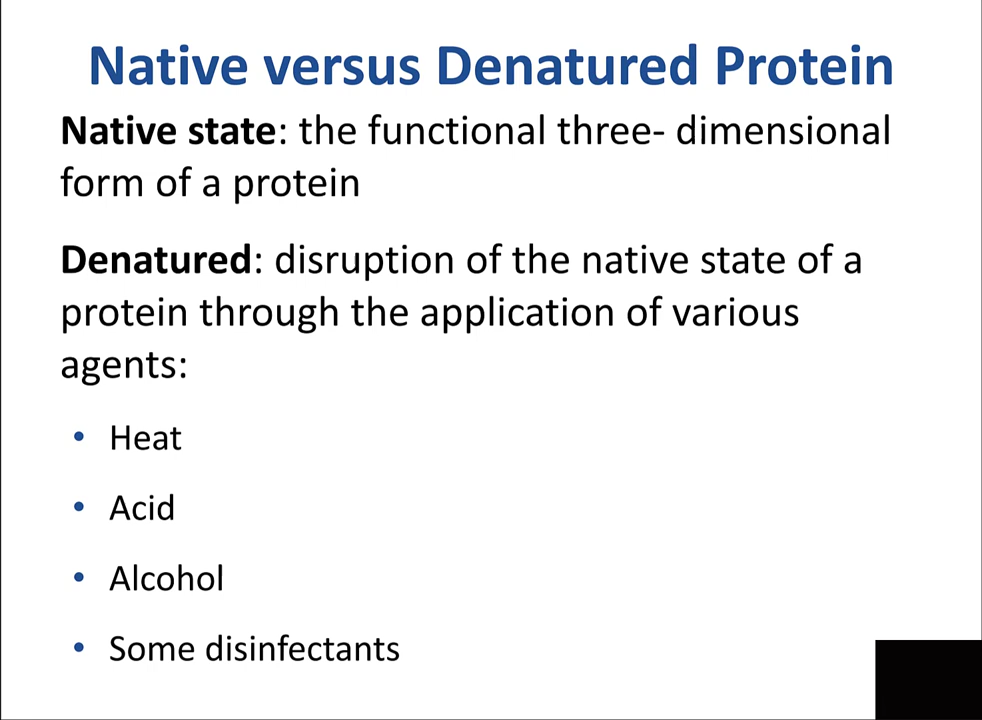 Native versus Denatured Protein
Native state: the functional three- dimensional
form of a protein
Denatured: disruption of the native state of a
protein through the application of various
agents:
• Heat
• Acid
• Alcohol
• Some disinfectants